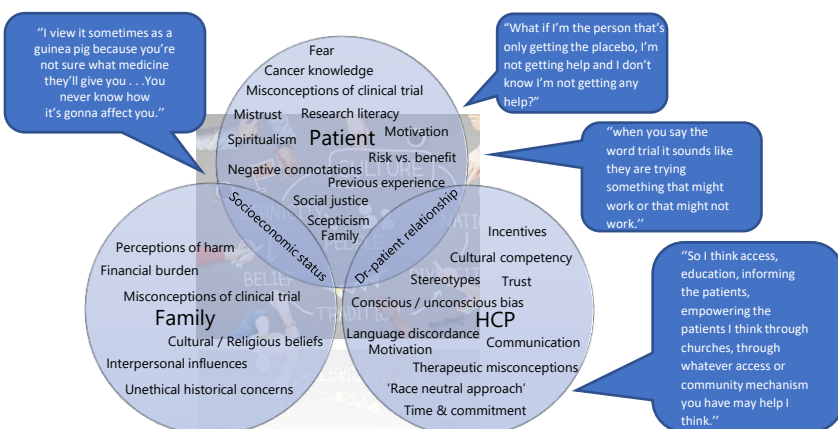 "I view it sometimes as a
guinea pig because you're
not sure what medicine
they'll give you . . .You
never know how
it's gonna affect you."
"What if I'm the person that's
only getting the placebo, I'm
not getting help and I don't
know I'm not getting any
help?"
"when you say the
word trial it sounds like
they are trying
something that might
work or that might not
work."
"So I think access,
education, informing
the patients,
empowering the
patients I think through
churches, through
whatever access or
community mechanism
you have may help I
think."
Fear
Cancer knowledge
Misconceptions of clinical trial
Mistrust
Research literacy
Spiritualism
Patient
Motivation
Risk vs. benefit
Negative connotations
Previous experience
Social justice
Scepticism
Family
Socioeconomic status
Dr-patient relationship
Perceptions of harm
Financial burden
Misconceptions of clinical trial
Family
Cultural / Religious beliefs
Interpersonal influences
Unethical historical concerns
Incentives
Cultural competency
Stereotypes
Trust
Conscious / unconscious bias
HCP
Language discordance
Communication
Motivation
Therapeutic misconceptions
'Race neutral approach'
Time & commitment
CULTURE
PEOPLE
BELIEF